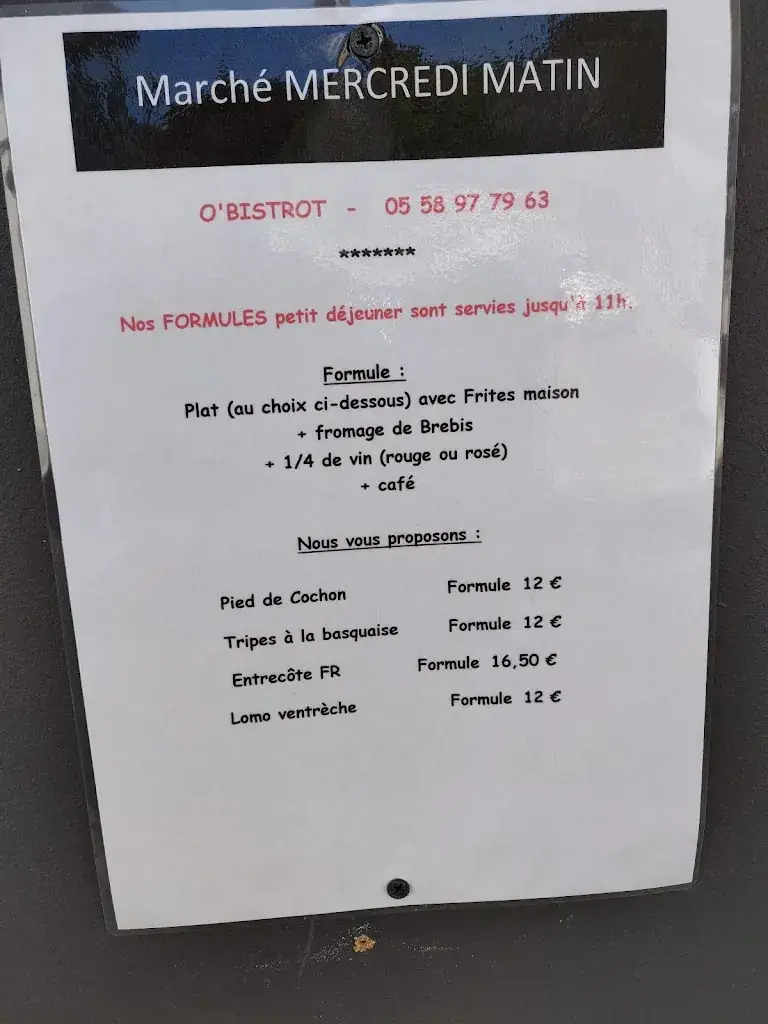 Marché MERCREDI MATIN
O'BISTROT - 05 58 97 79 63
*******
Nos FORMULES petit déjeuner sont servies jusqu'à 11h.
Formule :
Plat (au choix ci-dessous) avec Frites maison
+ fromage de Brebis
+ 1/4 de vin (rouge ou rosé)
+ café
Nous vous proposons :
Pied de Cochon Formule 12 €
Tripes à la basquaise Formule 12 €
Entrecôte FR Formule 16,50 €
Lomo ventrèche Formule 12 €